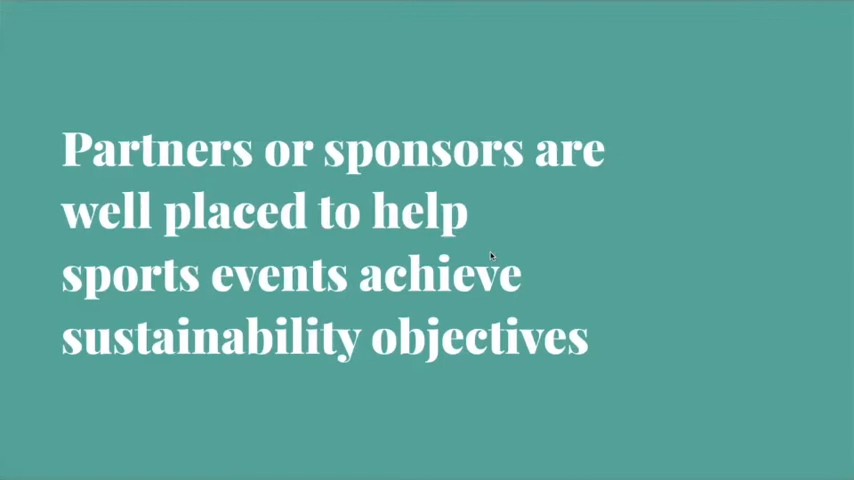 Partners or sponsors are
well placed to help
sports events achieve
sustainability objectives